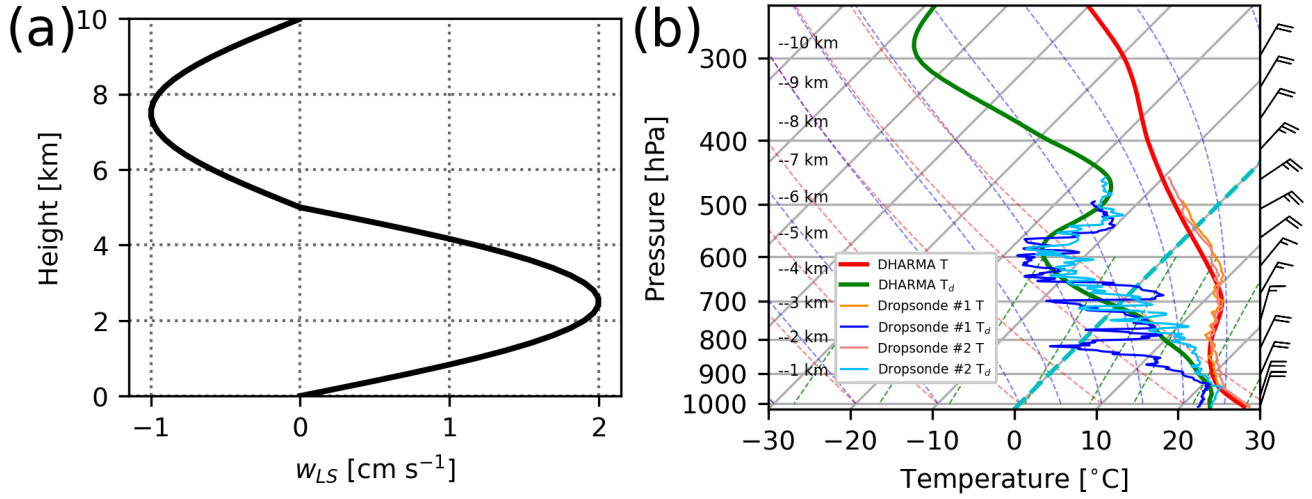 (a)
10
8
6
4
2
0
Height [km]
−1
0
1
2
w_LS [cm s⁻¹]
(b)
300
400
500
600
700
800
900
1000
Pressure [hPa]
--10 km
--9 km
--8 km
--7 km
--6 km
--5 km
--4 km
--3 km
--2 km
--1 km
DHARMA T
DHARMA T_d
Dropsonde #1 T
Dropsonde #1 T_d
Dropsonde #2 T
Dropsonde #2 T_d
−30
−20
−10
0
10
20
30
Temperature [°C]